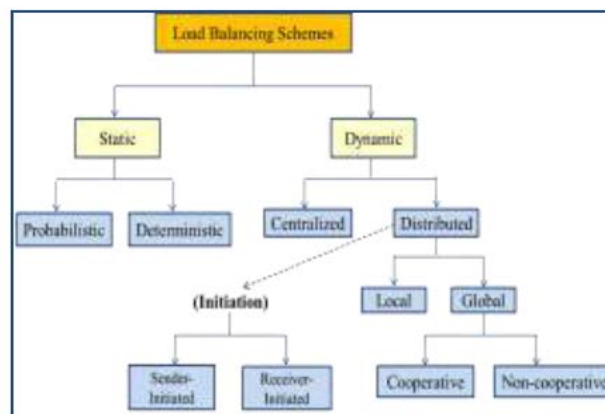 Load Balancing Schemes
Static
Dynamic
Probabilistic
Deterministic
Centralized
Distributed
(Initiation)
Local
Global
Sender-
Initiated
Receiver-
Initiated
Cooperative
Non-cooperative